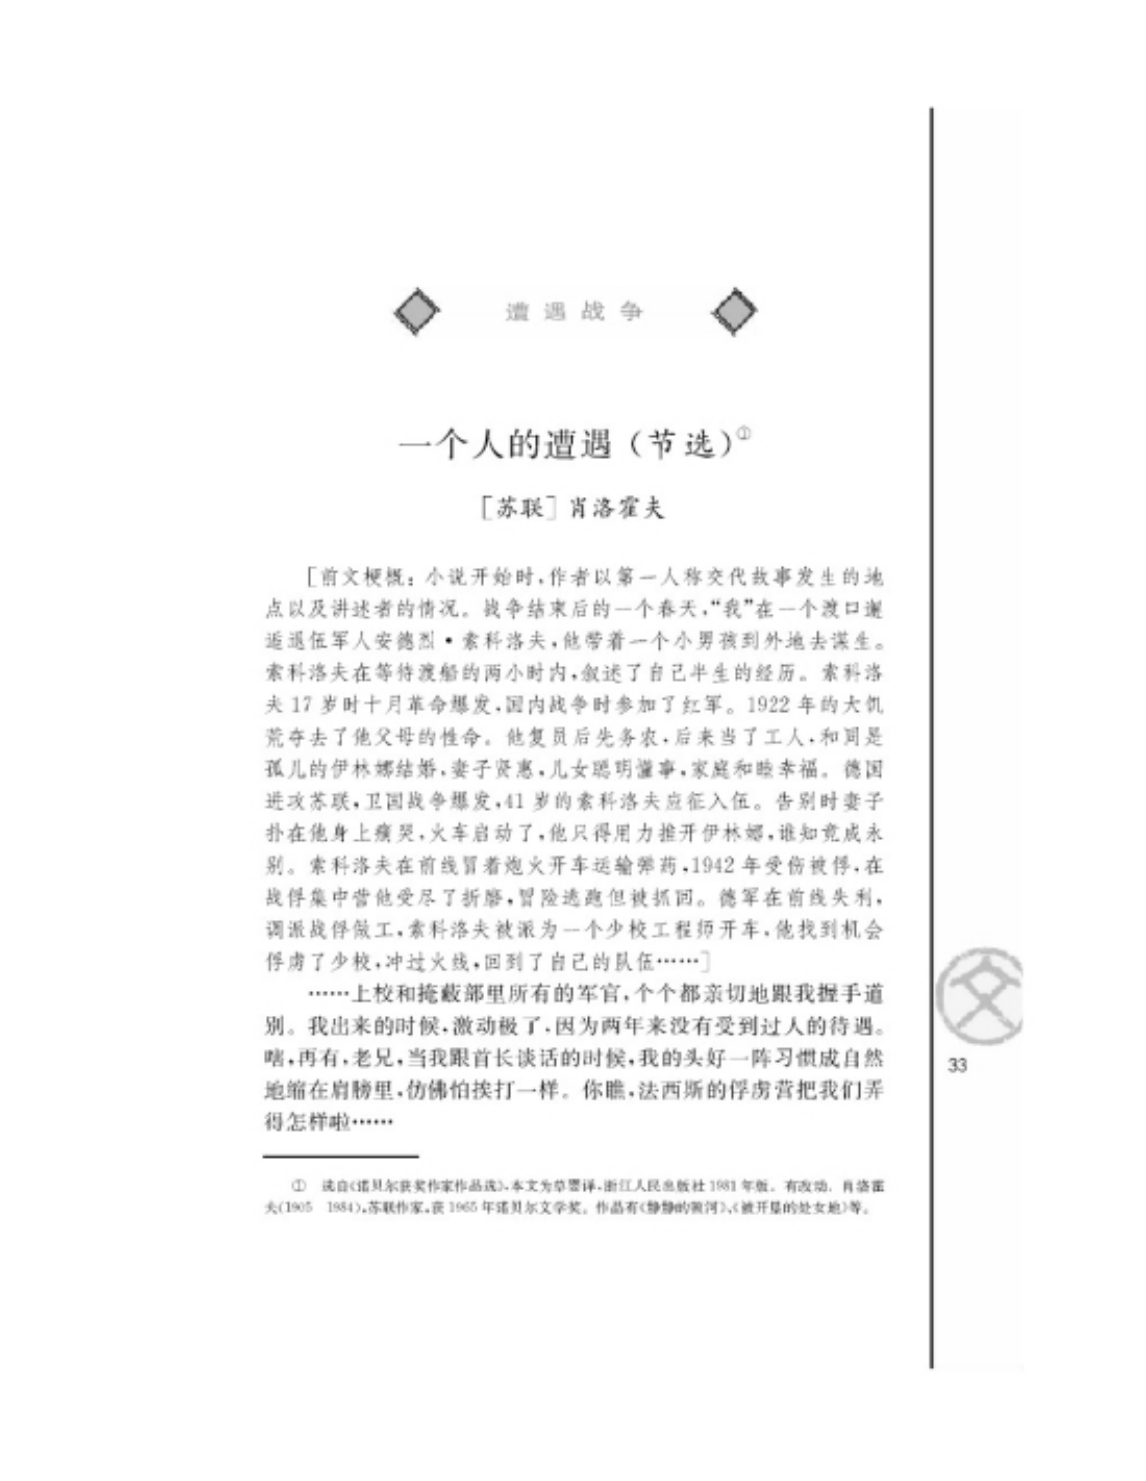 遭遇战争
一个人的遭遇（节选）①
［苏联］肖洛霍夫
［前文梗概：小说开始时，作者以第一人称交代故事发生的地
点以及讲述者的情况。战争结束后的一个春天，“我”在一个渡口邂
逅退伍军人安德烈·索科洛夫，他带着一个小男孩到外地去谋生。
索科洛夫在等待渡船的两小时内，叙述了自己半生的经历。索科洛
夫 17 岁时十月革命爆发，国内战争时参加了红军。1922 年的大饥
荒夺去了他父母的性命。他复员后先务农，后来当了工人，和同是
孤儿的伊林娜结婚，妻子贤惠，儿女聪明懂事，家庭和睦幸福。德国
进攻苏联，卫国战争爆发，41 岁的索科洛夫应征入伍。告别时妻子
扑在他身上痛哭，火车启动了，他只得用力推开伊林娜，谁知竟成永
别。索科洛夫在前线冒着炮火开车运输弹药，1942 年受伤被俘，在
战俘集中营他受尽了折磨，冒险逃跑但被抓回。德军在前线失利，
调派战俘做工，索科洛夫被派为一个少校工程师开车，他找到机会
俘虏了少校，冲过火线，回到了自己的队伍……］
……上校和掩蔽部里所有的军官，个个都亲切地跟我握手道
别。我出来的时候，激动极了，因为两年来没有受到过人的待遇。
嗐，再有，老兄，当我跟首长谈话的时候，我的头好一阵习惯成自然
地缩在肩膀里，仿佛怕挨打一样。你瞧，法西斯的俘虏营把我们弄
得怎样啦……
文
33
① 选自《诺贝尔获奖作家作品选》，本文为草婴译，浙江人民出版社 1981 年版。有改动。肖洛霍
夫（1905 1984），苏联作家，获 1965 年诺贝尔文学奖。作品有《静静的顿河》、《被开垦的处女地》等。